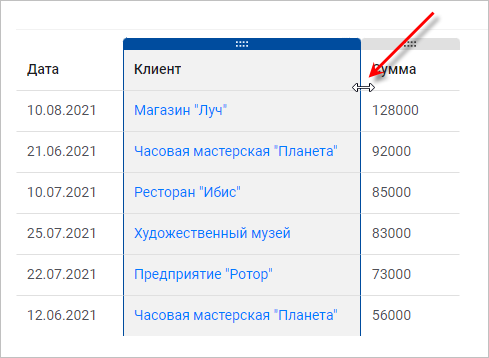 Дата Клиент Сумма
10.08.2021 Магазин "Луч" 128000
21.06.2021 Часовая мастерская "Планета" 92000
10.07.2021 Ресторан "Ибис" 85000
25.07.2021 Художественный музей 83000
22.07.2021 Предприятие "Ротор" 73000
12.06.2021 Часовая мастерская "Планета" 56000